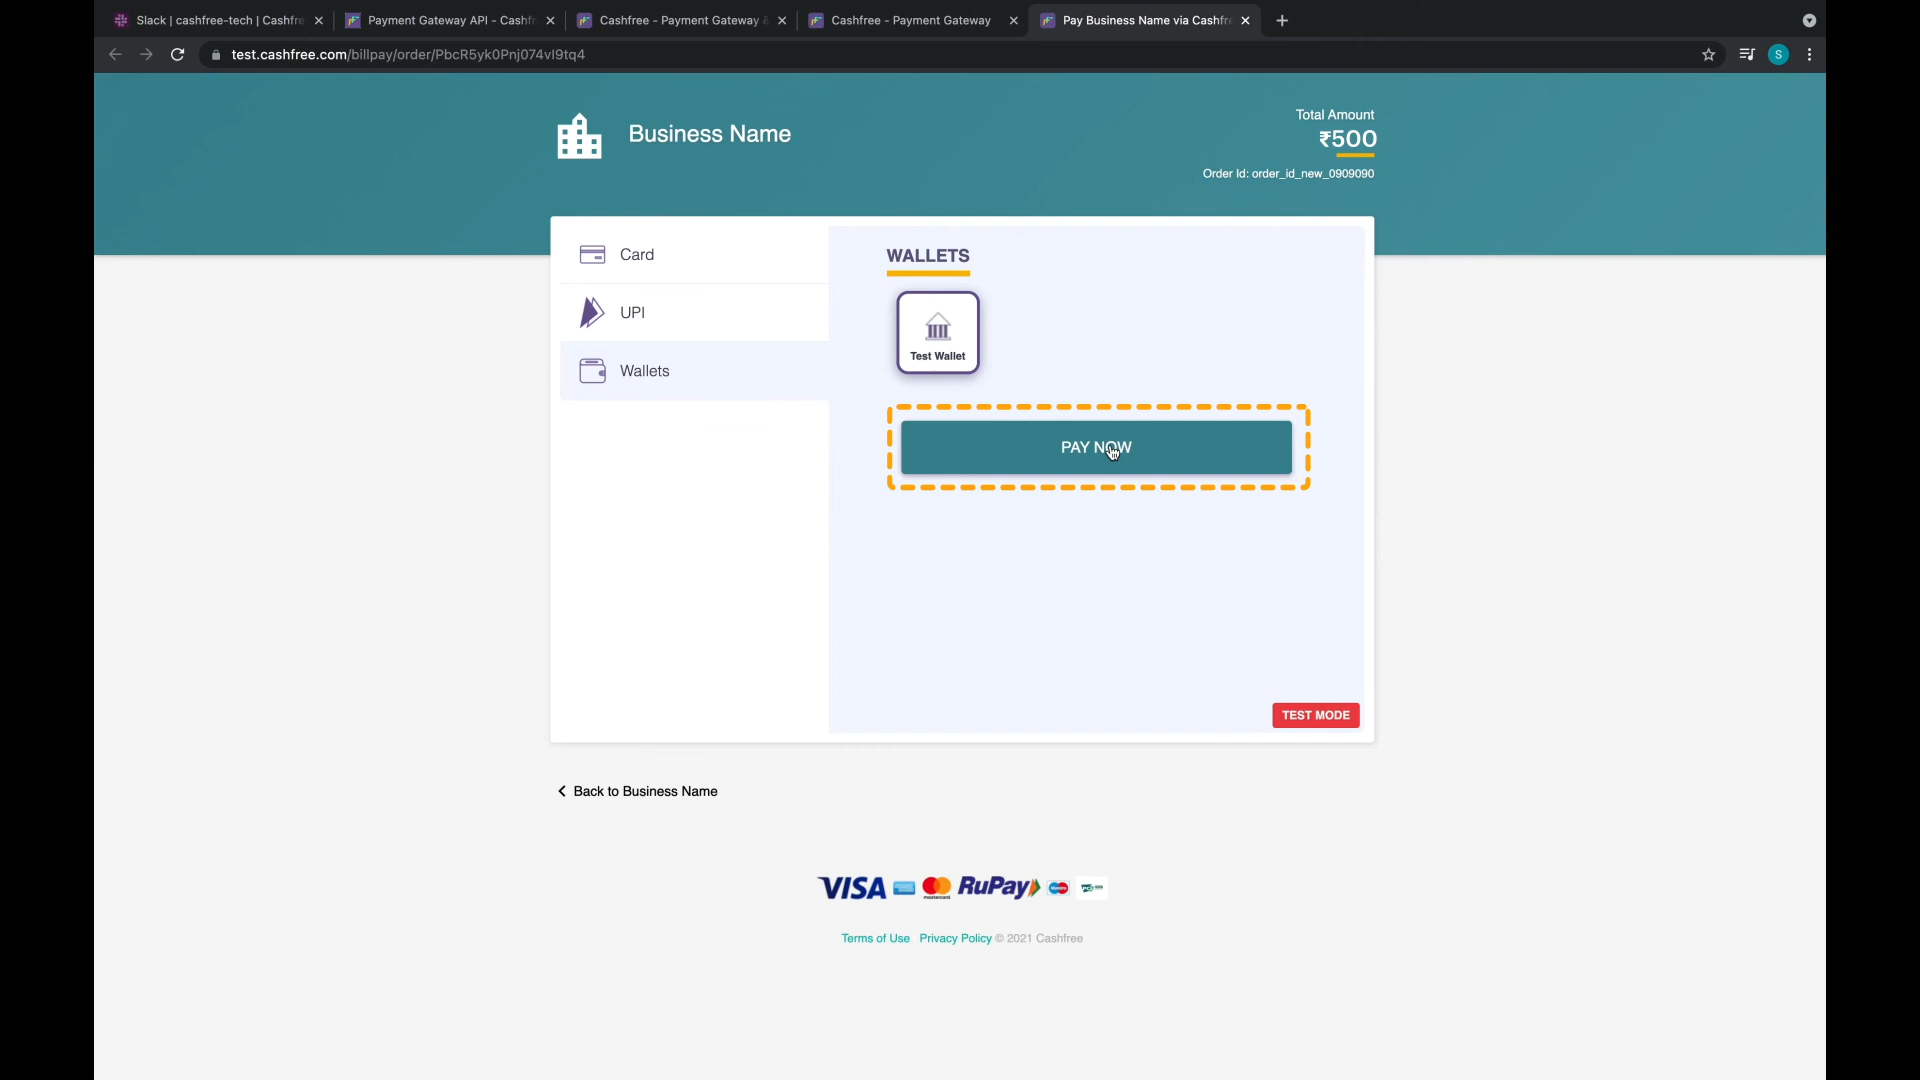 Slack | cashfree-tech | Cashfre
Payment Gateway API - Cashfr
Cashfree - Payment Gateway &
Cashfree - Payment Gateway
Pay Business Name via Cashfr
test.cashfree.com/billpay/order/PbcR5yk0Pnj074vI9tq4
S
Business Name
Total Amount
₹500
Order Id: order_id_new_0909090
Card
UPI
Wallets
WALLETS
Test Wallet
PAY NOW
TEST MODE
Back to Business Name
VISA mastercard RuPay
Terms of Use Privacy Policy © 2021 Cashfree